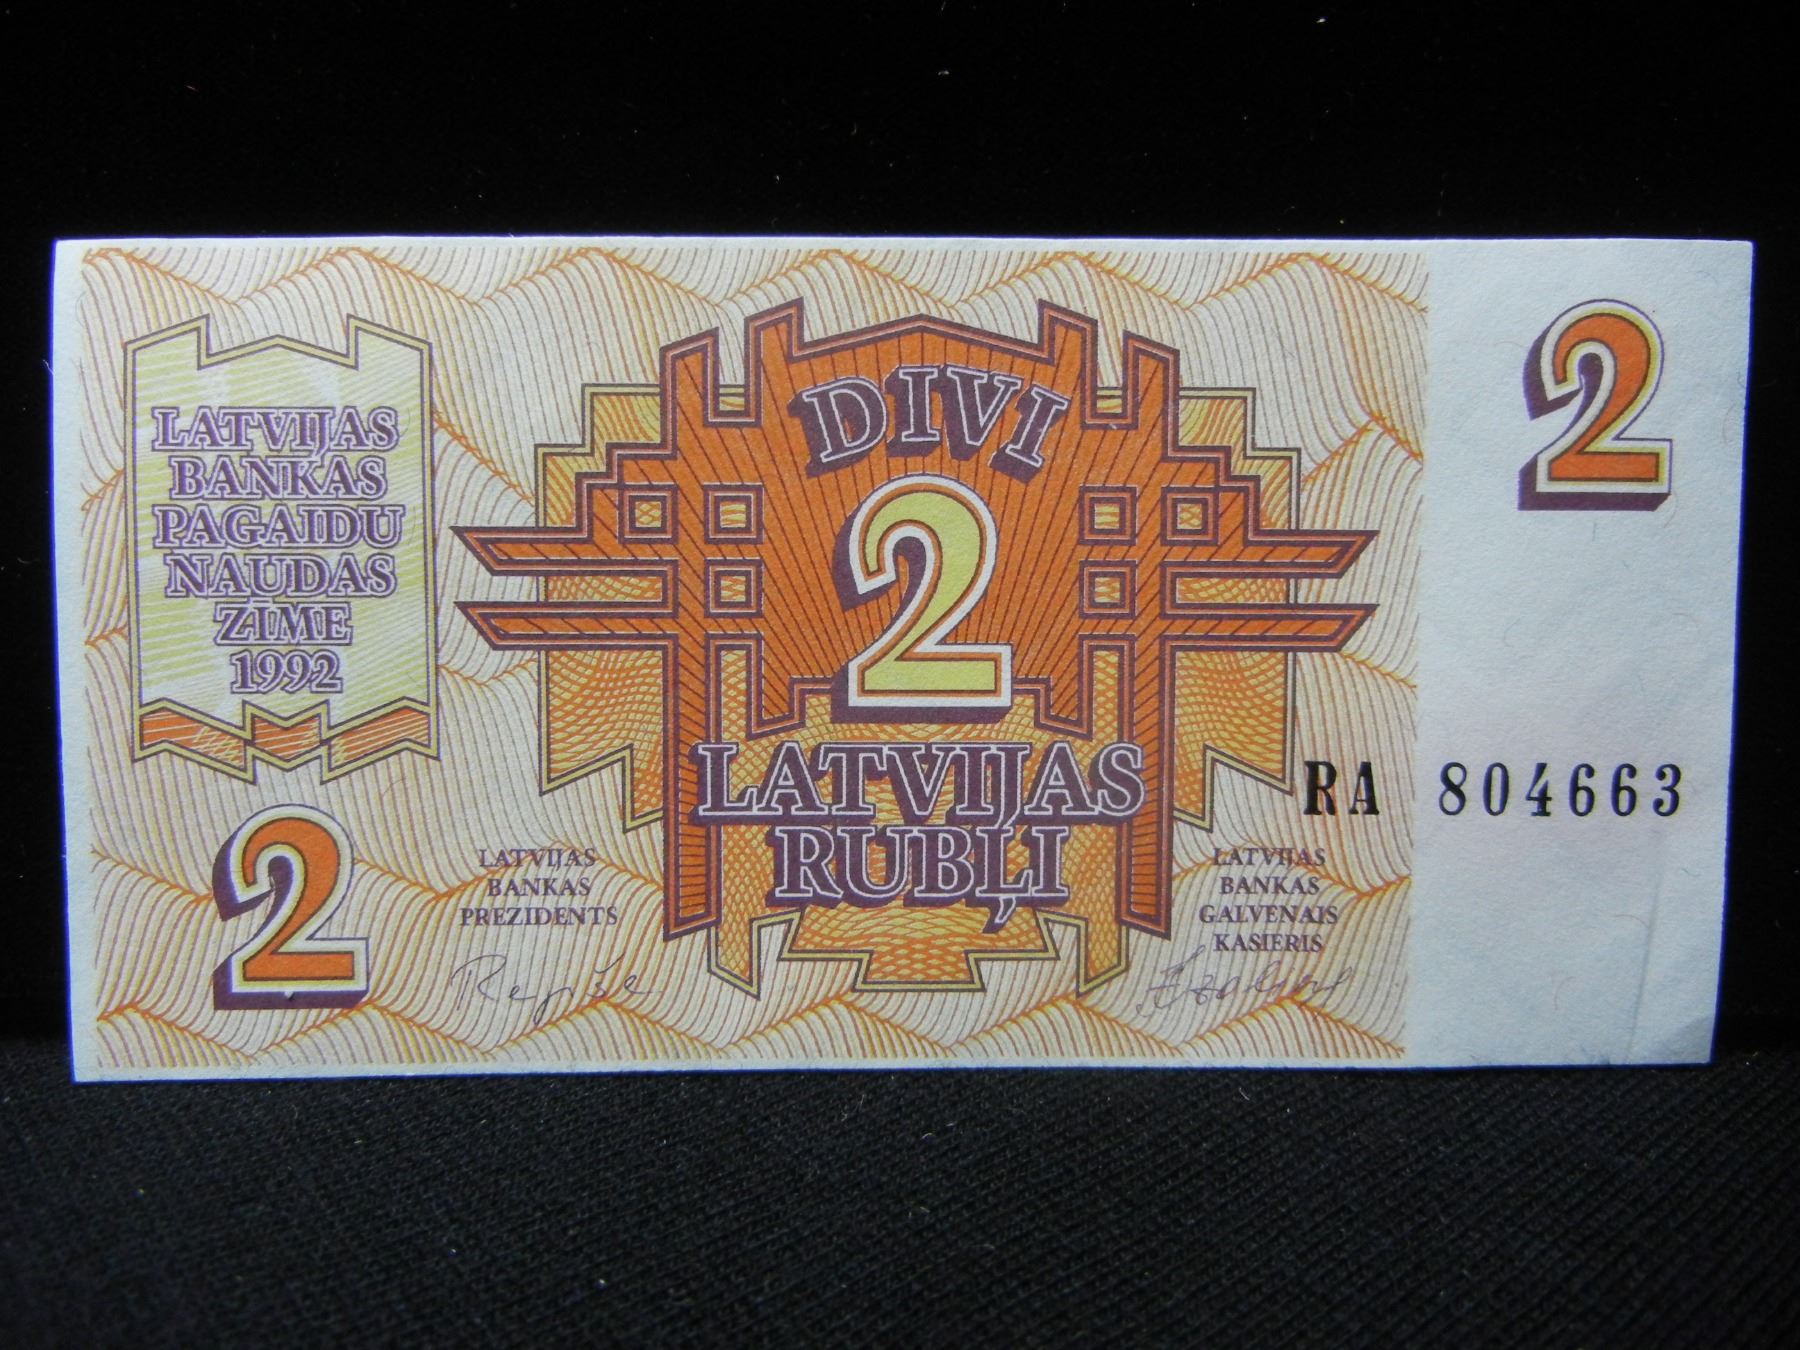 LATVIJAS
BANKAS
PAGAIDU
NAUDAS
ZĪME
1992
2
DIVI
2
LATVIJAS
RUBĻI
2
RA 804663
LATVIJAS
BANKAS
PREZIDENTS
LATVIJAS
BANKAS
GALVENAIS
KASIERIS